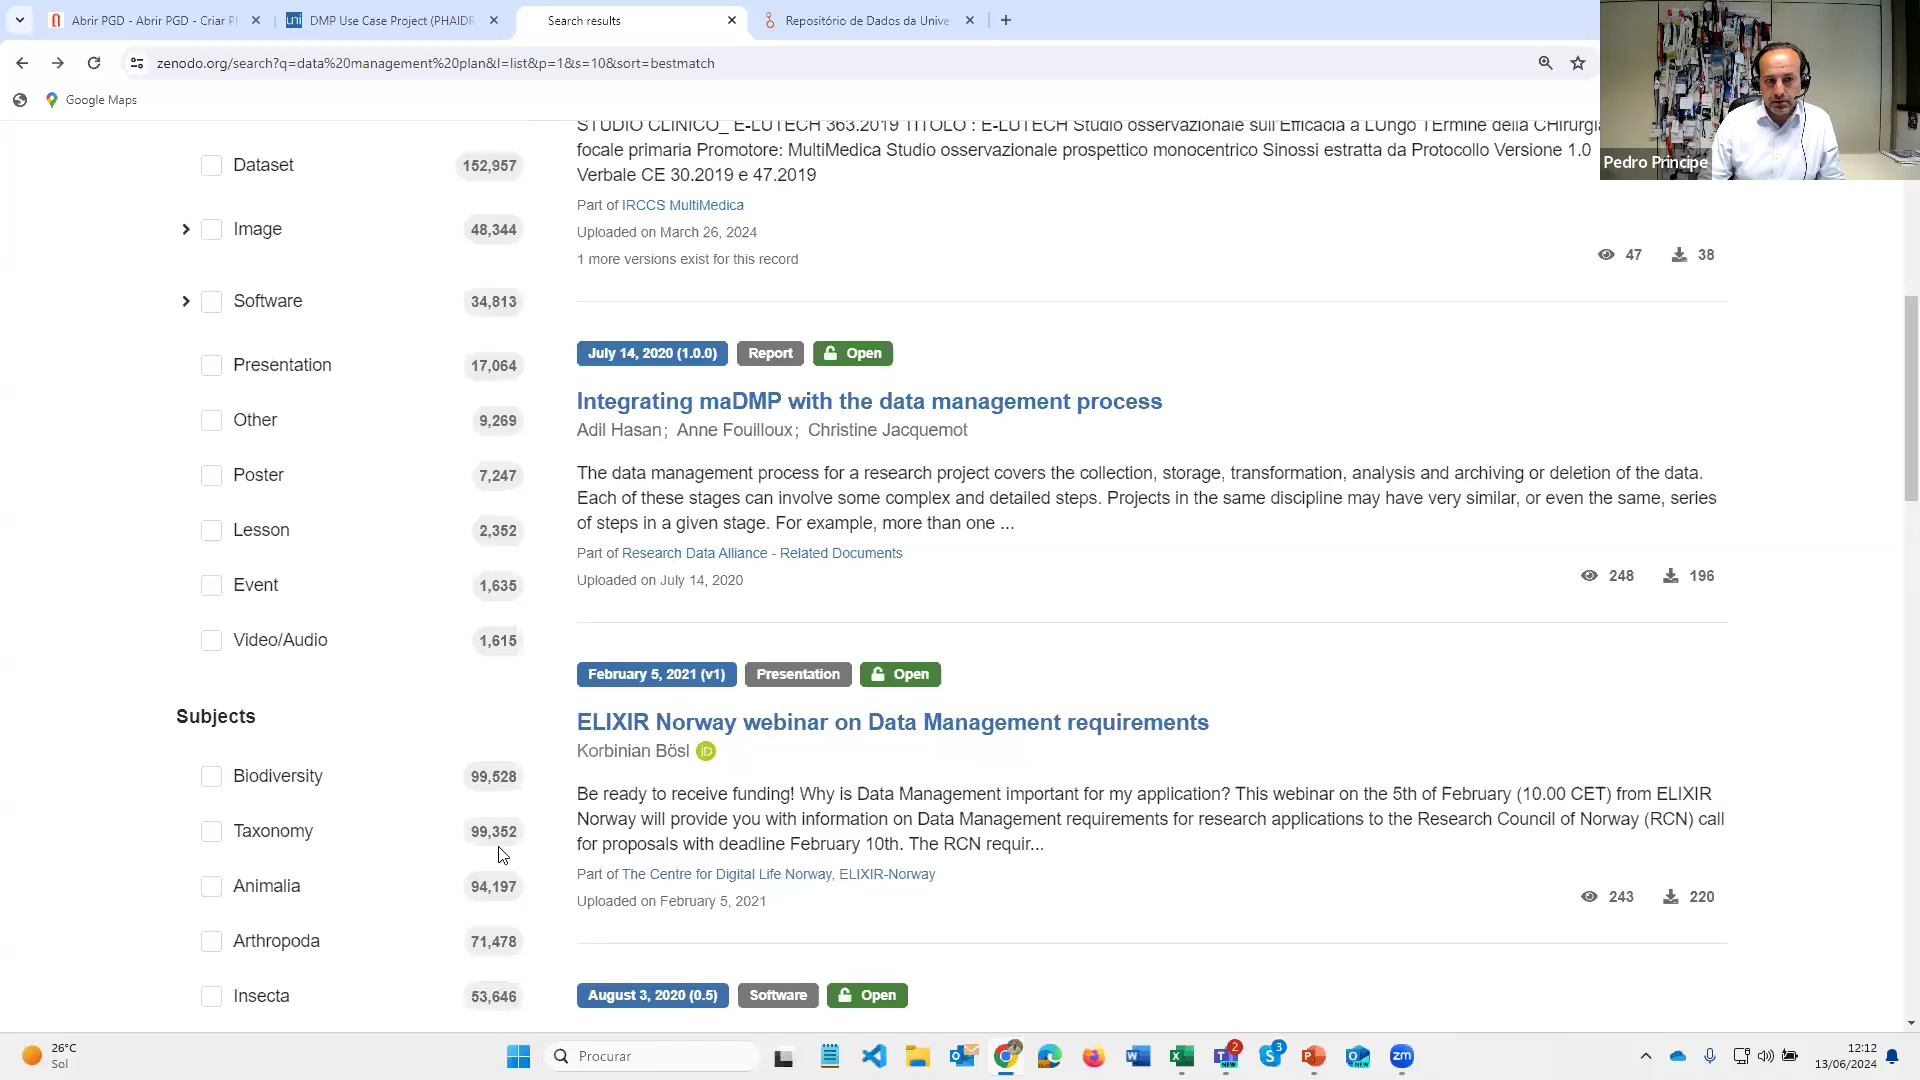 Abrir PGD - Abrir PGD - Criar P
DMP Use Case Project (PHAIDR
Search results
Repositório de Dados da Unive
zenodo.org/search?q=data%20management%20plan&l=list&p=1&s=10&sort=bestmatch
Google Maps
Pedro Principe
Dataset 152,957
Image 48,344
Software 34,813
Presentation 17,064
Other 9,269
Poster 7,247
Lesson 2,352
Event 1,635
Video/Audio 1,615
Subjects
Biodiversity 99,528
Taxonomy 99,352
Animalia 94,197
Arthropoda 71,478
Insecta 53,646
STUDIO CLINICO_ E-LUTECH 363.2019 TITOLO : E-LUTECH Studio osservazionale sull'Efficacia a LUngo TErmine della CHirurgia
focale primaria Promotore: MultiMedica Studio osservazionale prospettico monocentrico Sinossi estratta da Protocollo Versione 1.0
Verbale CE 30.2019 e 47.2019
Part of IRCCS MultiMedica
Uploaded on March 26, 2024
1 more versions exist for this record
47 38
July 14, 2020 (1.0.0) Report Open
Integrating maDMP with the data management process
Adil Hasan; Anne Fouilloux; Christine Jacquemot
The data management process for a research project covers the collection, storage, transformation, analysis and archiving or deletion of the data.
Each of these stages can involve some complex and detailed steps. Projects in the same discipline may have very similar, or even the same, series
of steps in a given stage. For example, more than one ...
Part of Research Data Alliance - Related Documents
Uploaded on July 14, 2020
248 196
February 5, 2021 (v1) Presentation Open
ELIXIR Norway webinar on Data Management requirements
Korbinian Bösl iD
Be ready to receive funding! Why is Data Management important for my application? This webinar on the 5th of February (10.00 CET) from ELIXIR
Norway will provide you with information on Data Management requirements for research applications to the Research Council of Norway (RCN) call
for proposals with deadline February 10th. The RCN requir...
Part of The Centre for Digital Life Norway, ELIXIR-Norway
Uploaded on February 5, 2021
243 220
August 3, 2020 (0.5) Software Open
26°C
Sol
Procurar
12:12
13/06/2024